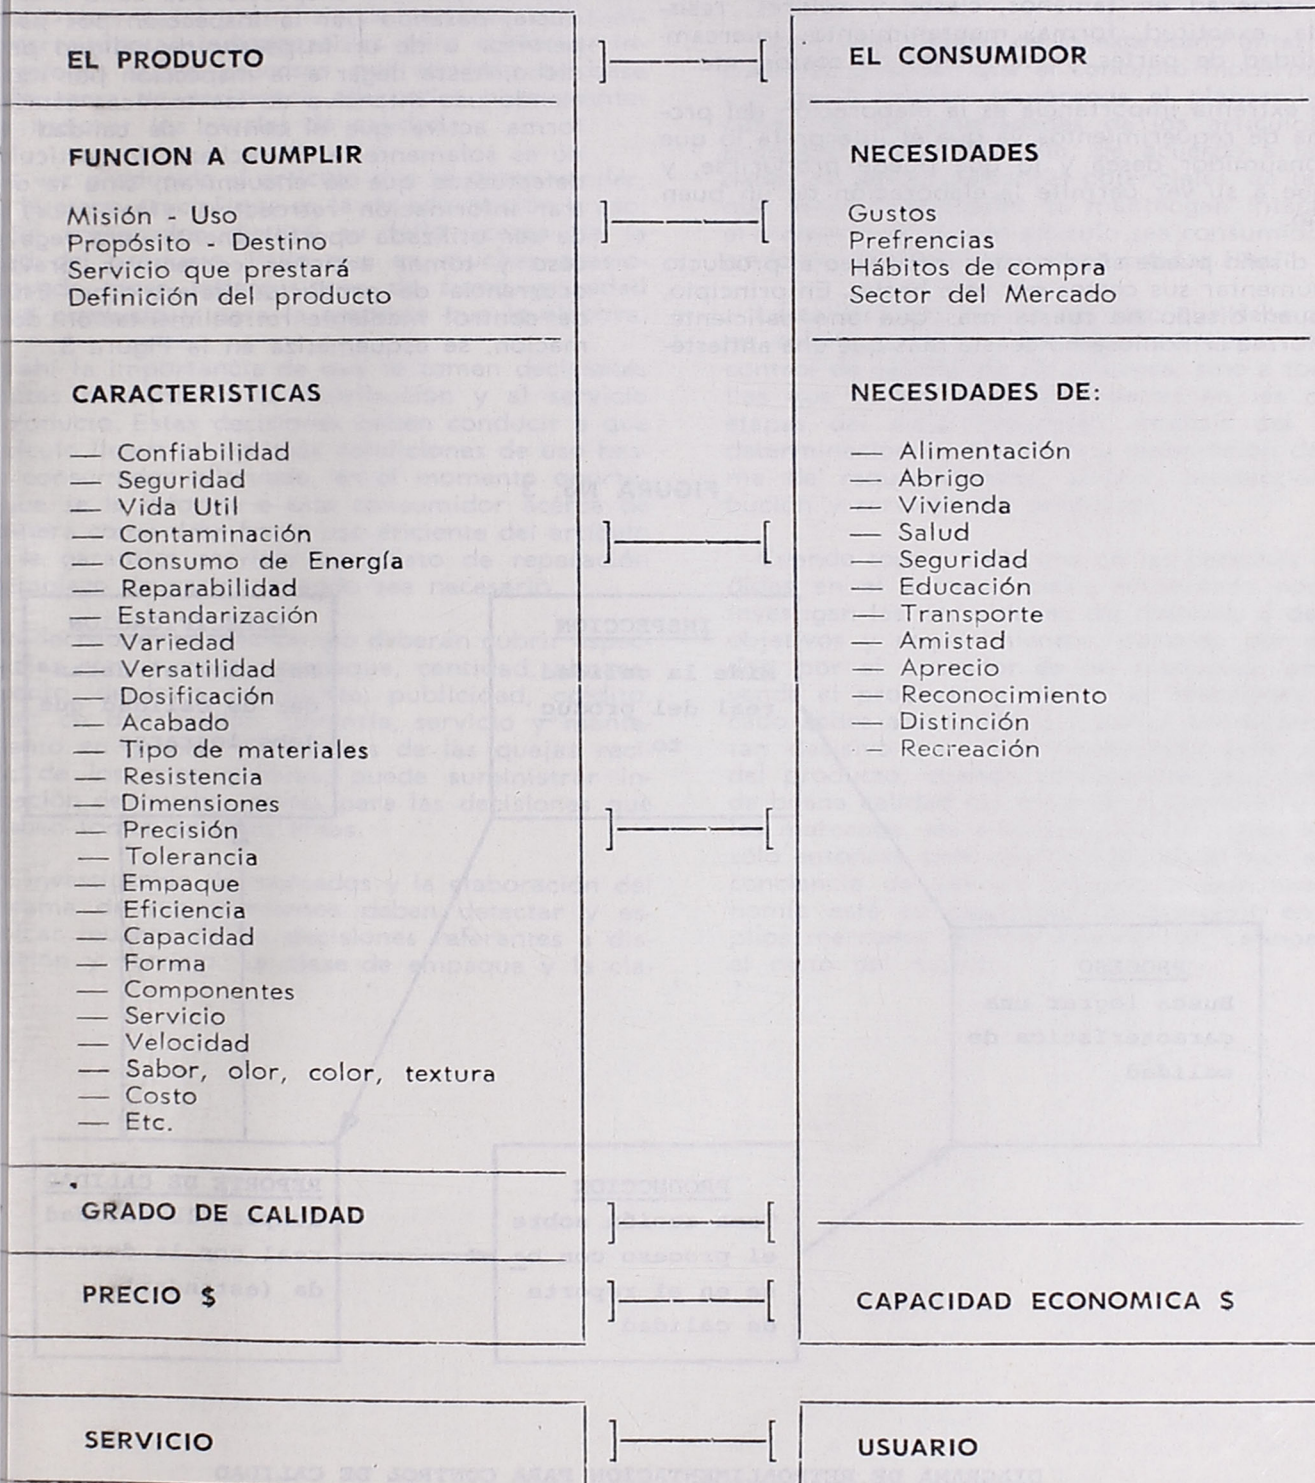 EL PRODUCTO
FUNCION A CUMPLIR
Misión - Uso
Propósito - Destino
Servicio que prestará
Definición del producto
CARACTERISTICAS
— Confiabilidad
— Seguridad
— Vida Util
— Contaminación
— Consumo de Energía
— Reparabilidad
— Estandarización
— Variedad
— Versatilidad
— Dosificación
— Acabado
— Tipo de materiales
— Resistencia
— Dimensiones
— Precisión
— Tolerancia
— Empaque
— Eficiencia
— Capacidad
— Forma
— Componentes
— Servicio
— Velocidad
— Sabor, olor, color, textura
— Costo
— Etc.
GRADO DE CALIDAD
PRECIO $
SERVICIO
EL CONSUMIDOR
NECESIDADES
Gustos
Prefrencias
Hábitos de compra
Sector del Mercado
NECESIDADES DE:
— Alimentación
— Abrigo
— Vivienda
— Salud
— Seguridad
— Educación
— Transporte
— Amistad
— Aprecio
— Reconocimiento
— Distinción
— Recreación
CAPACIDAD ECONOMICA $
USUARIO